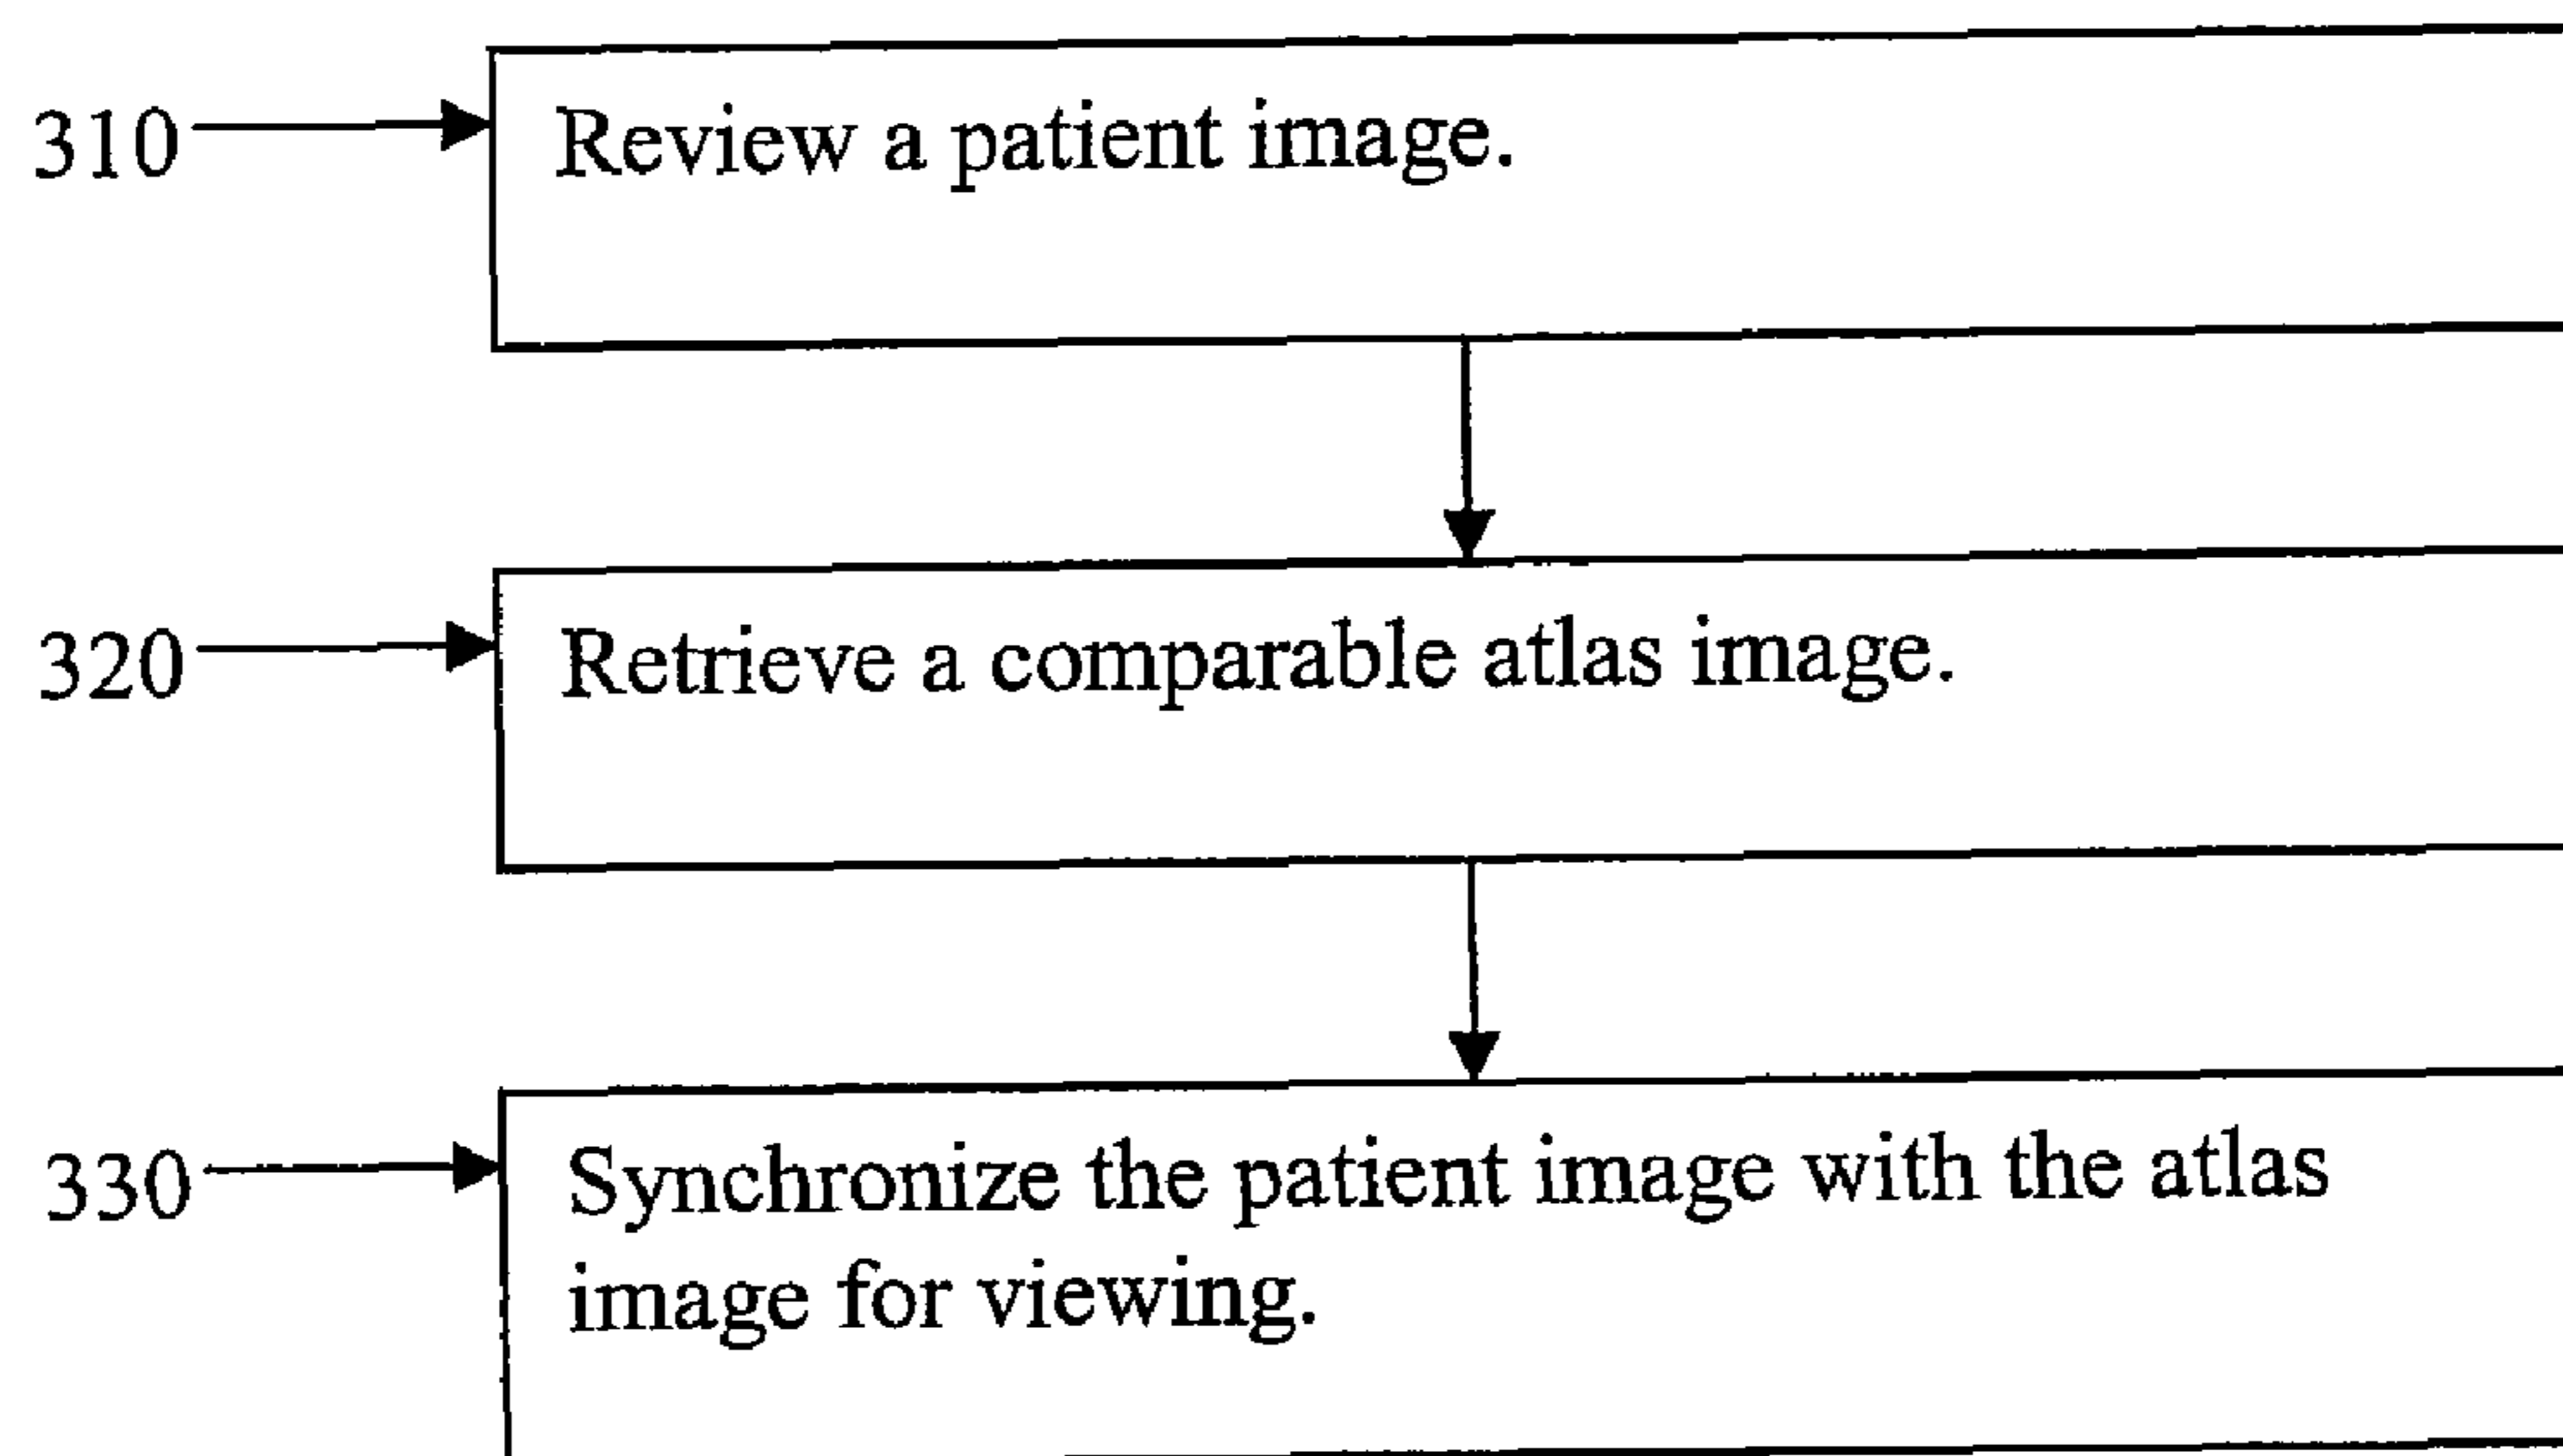 310
Review a patient image.
320
Retrieve a comparable atlas image.
330
Synchronize the patient image with the atlas
image for viewing.